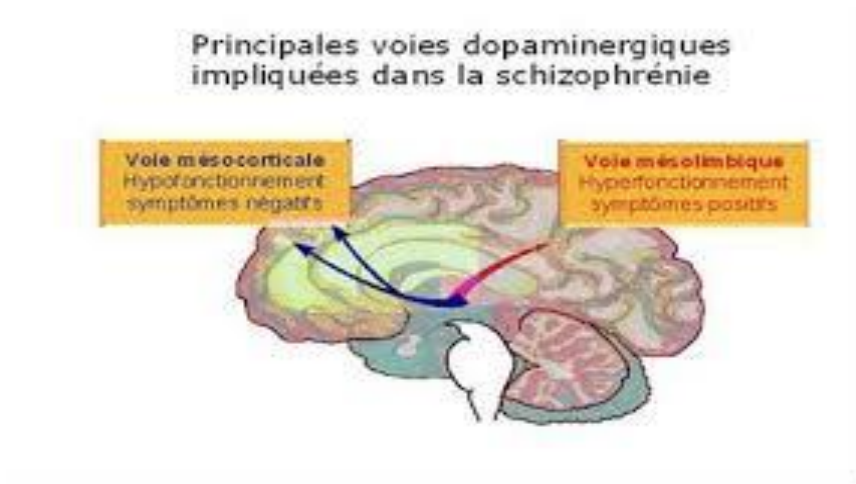 Principales voies dopaminergiques
impliquées dans la schizophrénie
Voie mésocorticale
Hypofonctionnement
symptômes négatifs
Voie mésolimbique
Hyperfonctionnement
symptômes positifs